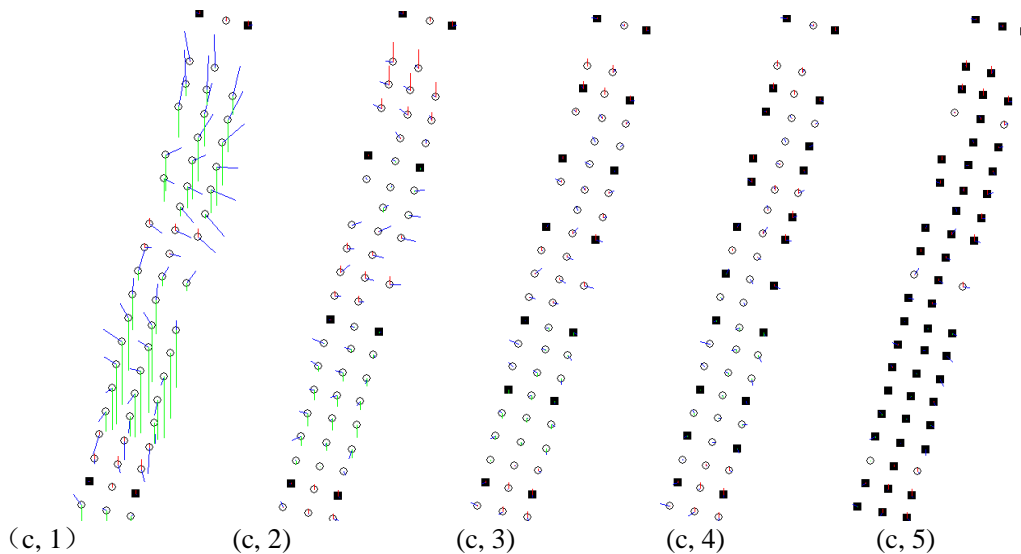 （c, 1） (c, 2) (c, 3) (c, 4) (c, 5)